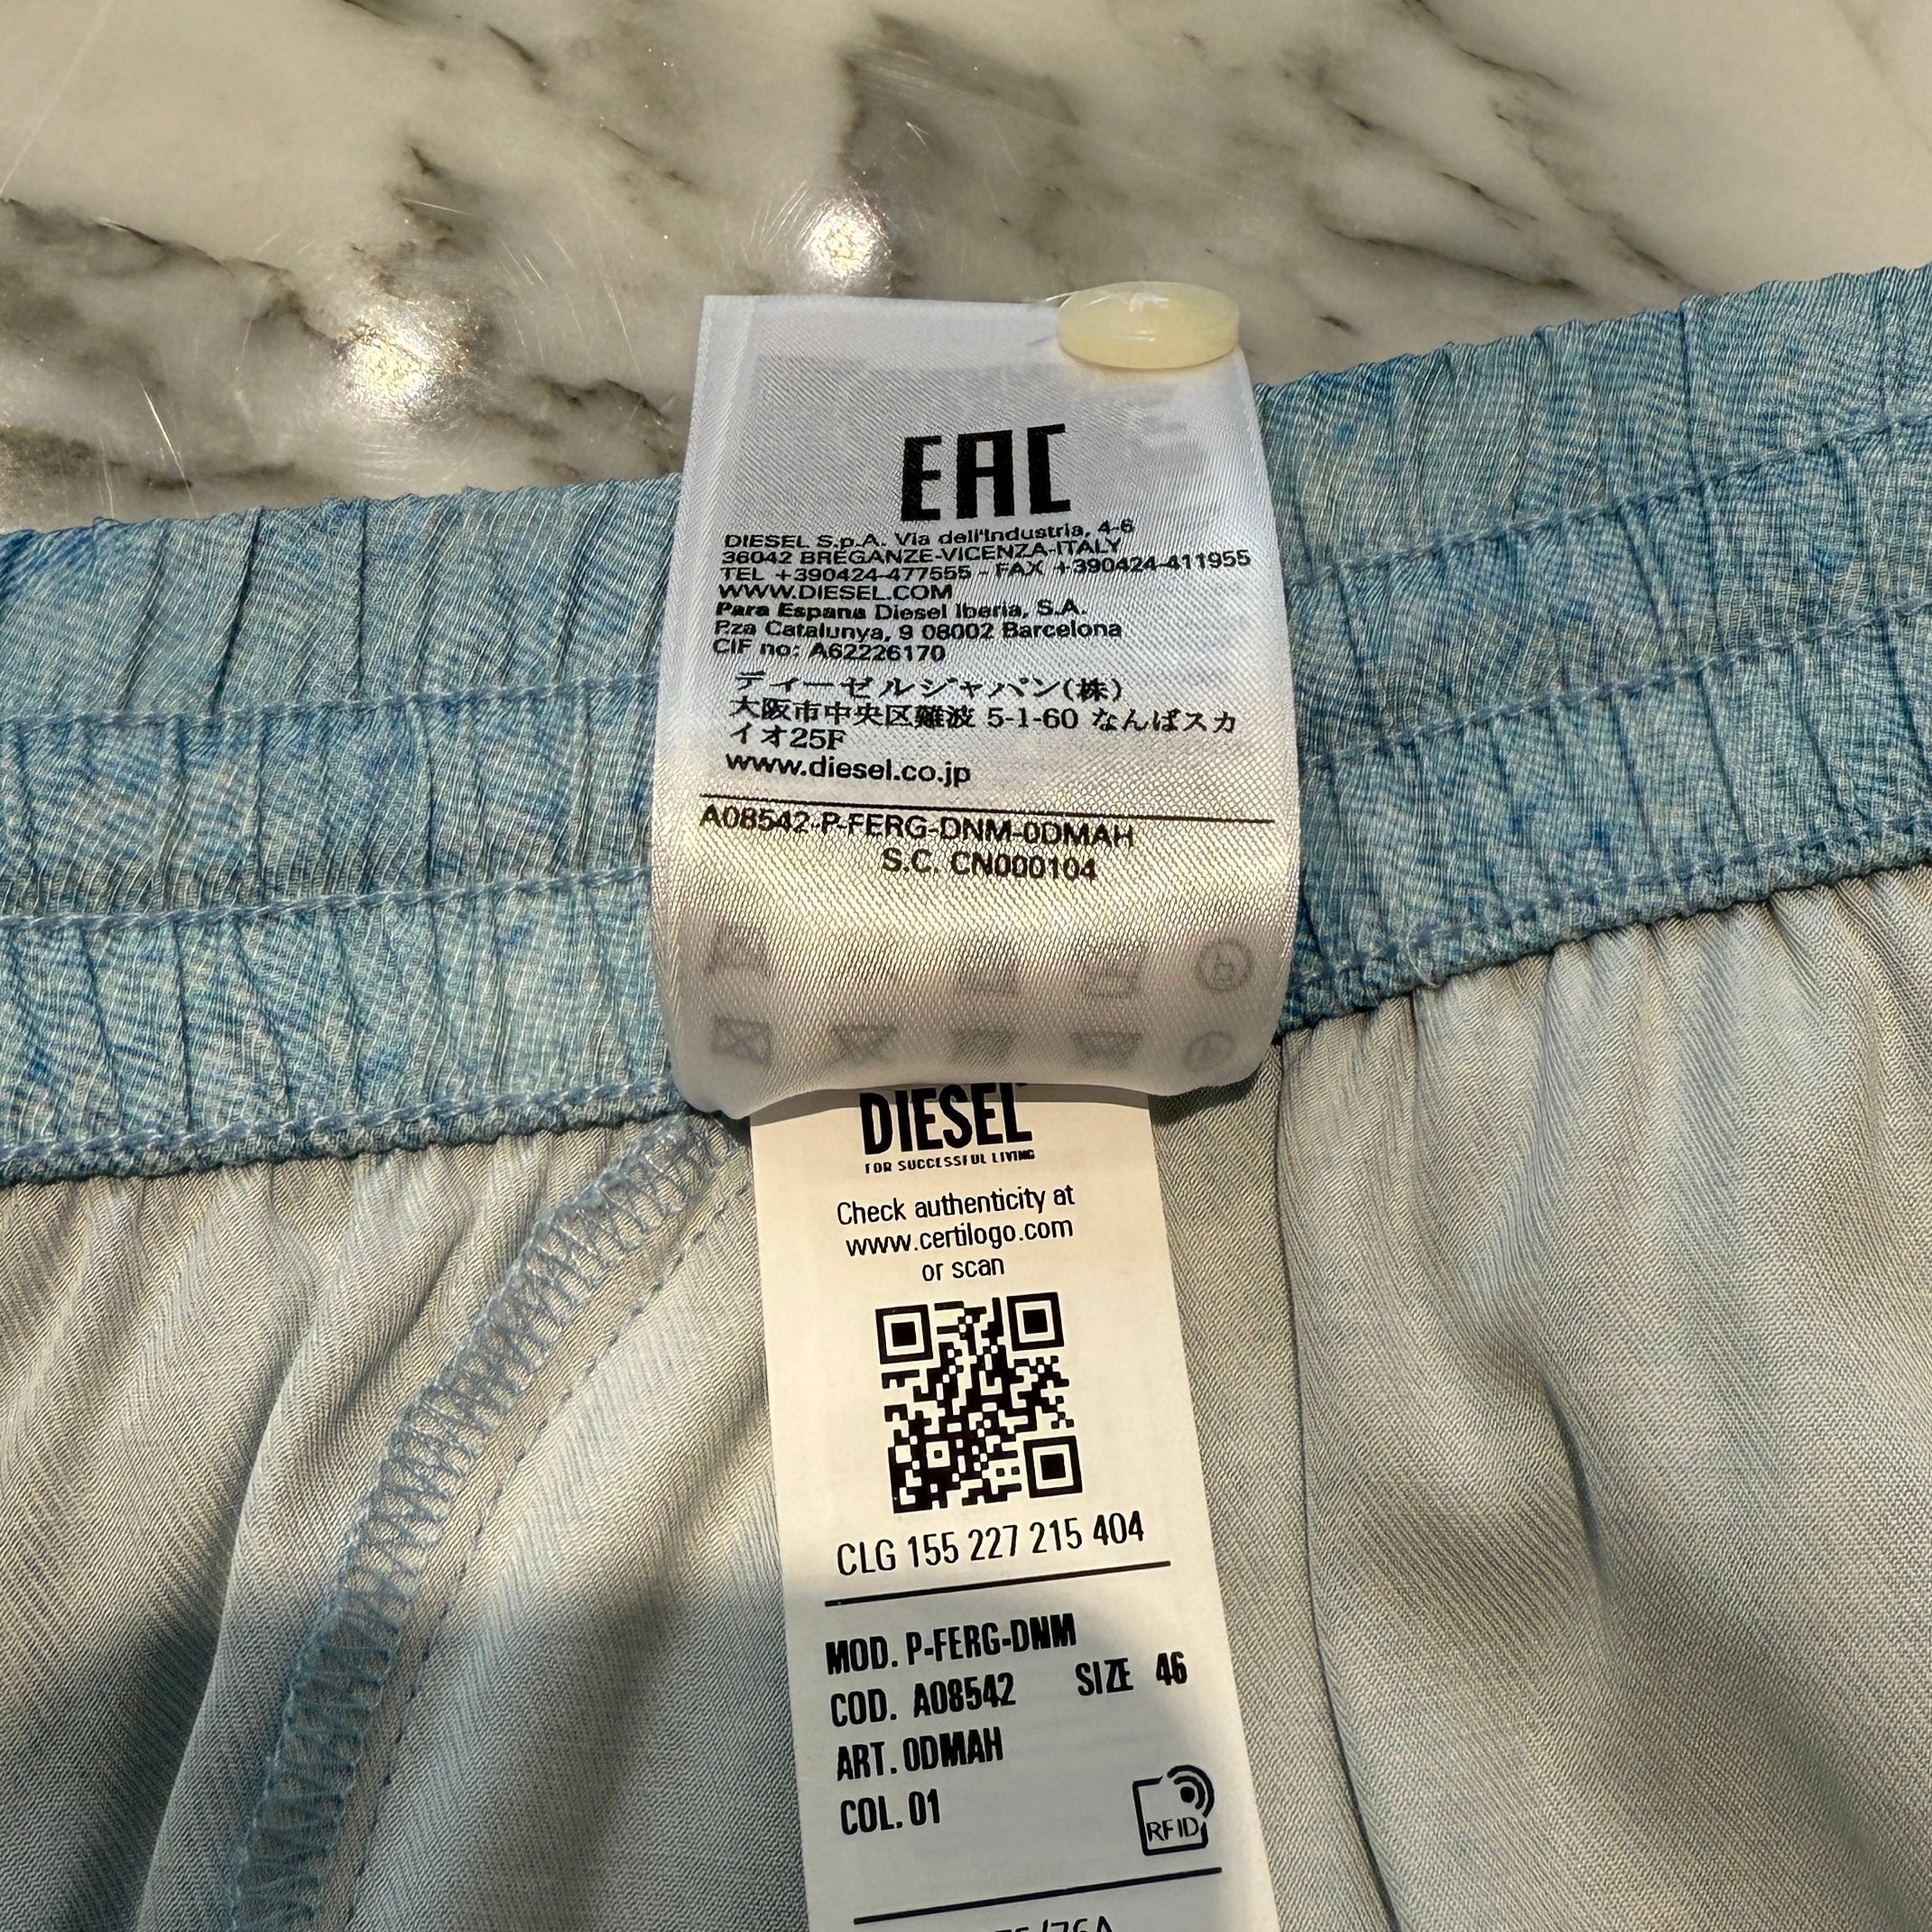 EAC
DIESEL S.p.A. Via dell'Industria, 4-6
36042 BREGANZE-VICENZA-ITALY
TEL +390424-477555 - FAX +390424-411955
WWW.DIESEL.COM
Para Espana Diesel Iberia, S.A.
P.za Catalunya, 9 08002 Barcelona
CIF no: A62226170
ディーゼルジャパン(株)
大阪市中央区難波 5-1-60 なんばスカ
イオ25F
www.diesel.co.jp
A08542-P-FERG-DNM-0DMAH
S.C. CN000104
DIESEL
FOR SUCCESSFUL LIVING
Check authenticity at
www.certilogo.com
or scan
CLG 155 227 215 404
MOD. P-FERG-DNM
COD. A08542 SIZE 46
ART. 0DMAH
COL. 01
RFID